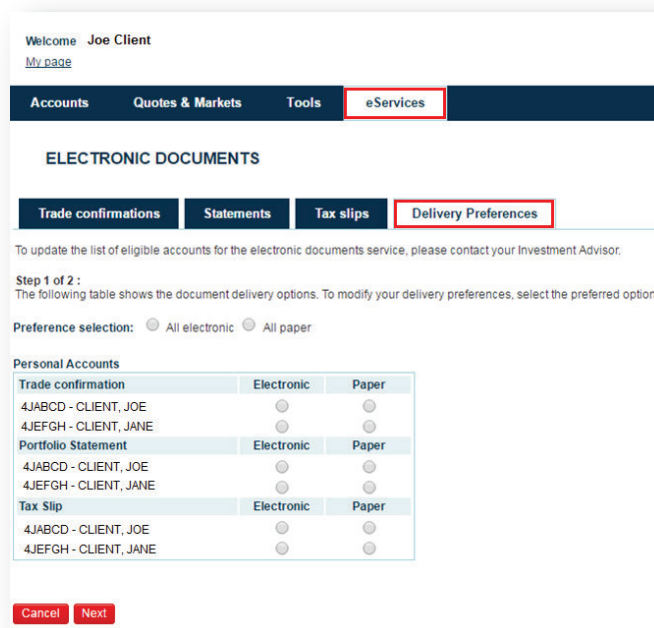 Welcome Joe Client
My page
Accounts Quotes & Markets Tools eServices
ELECTRONIC DOCUMENTS
Trade confirmations Statements Tax slips Delivery Preferences
To update the list of eligible accounts for the electronic documents service, please contact your Investment Advisor.
Step 1 of 2 :
The following table shows the document delivery options. To modify your delivery preferences, select the preferred option
Preference selection: All electronic All paper
Personal Accounts
Trade confirmation Electronic Paper
4JABCD - CLIENT, JOE
4JEFGH - CLIENT, JANE
Portfolio Statement Electronic Paper
4JABCD - CLIENT, JOE
4JEFGH - CLIENT, JANE
Tax Slip Electronic Paper
4JABCD - CLIENT, JOE
4JEFGH - CLIENT, JANE
Cancel Next